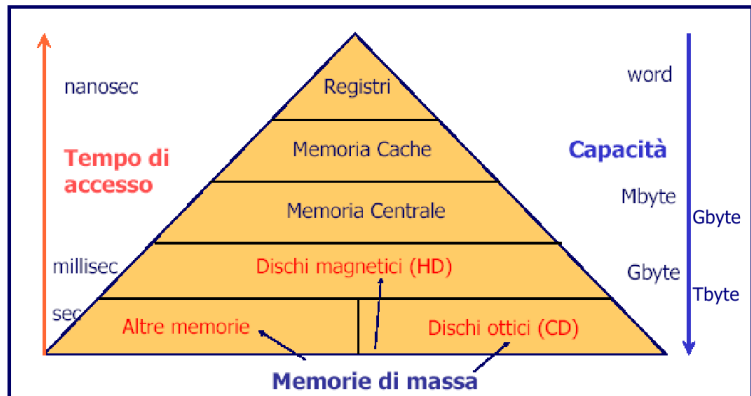 nanosec
Registri
word
Tempo di
accesso
Memoria Cache
Capacità
Memoria Centrale
Mbyte
Gbyte
millisec
Dischi magnetici (HD)
Gbyte
Tbyte
sec
Altre memorie
Dischi ottici (CD)
Memorie di massa